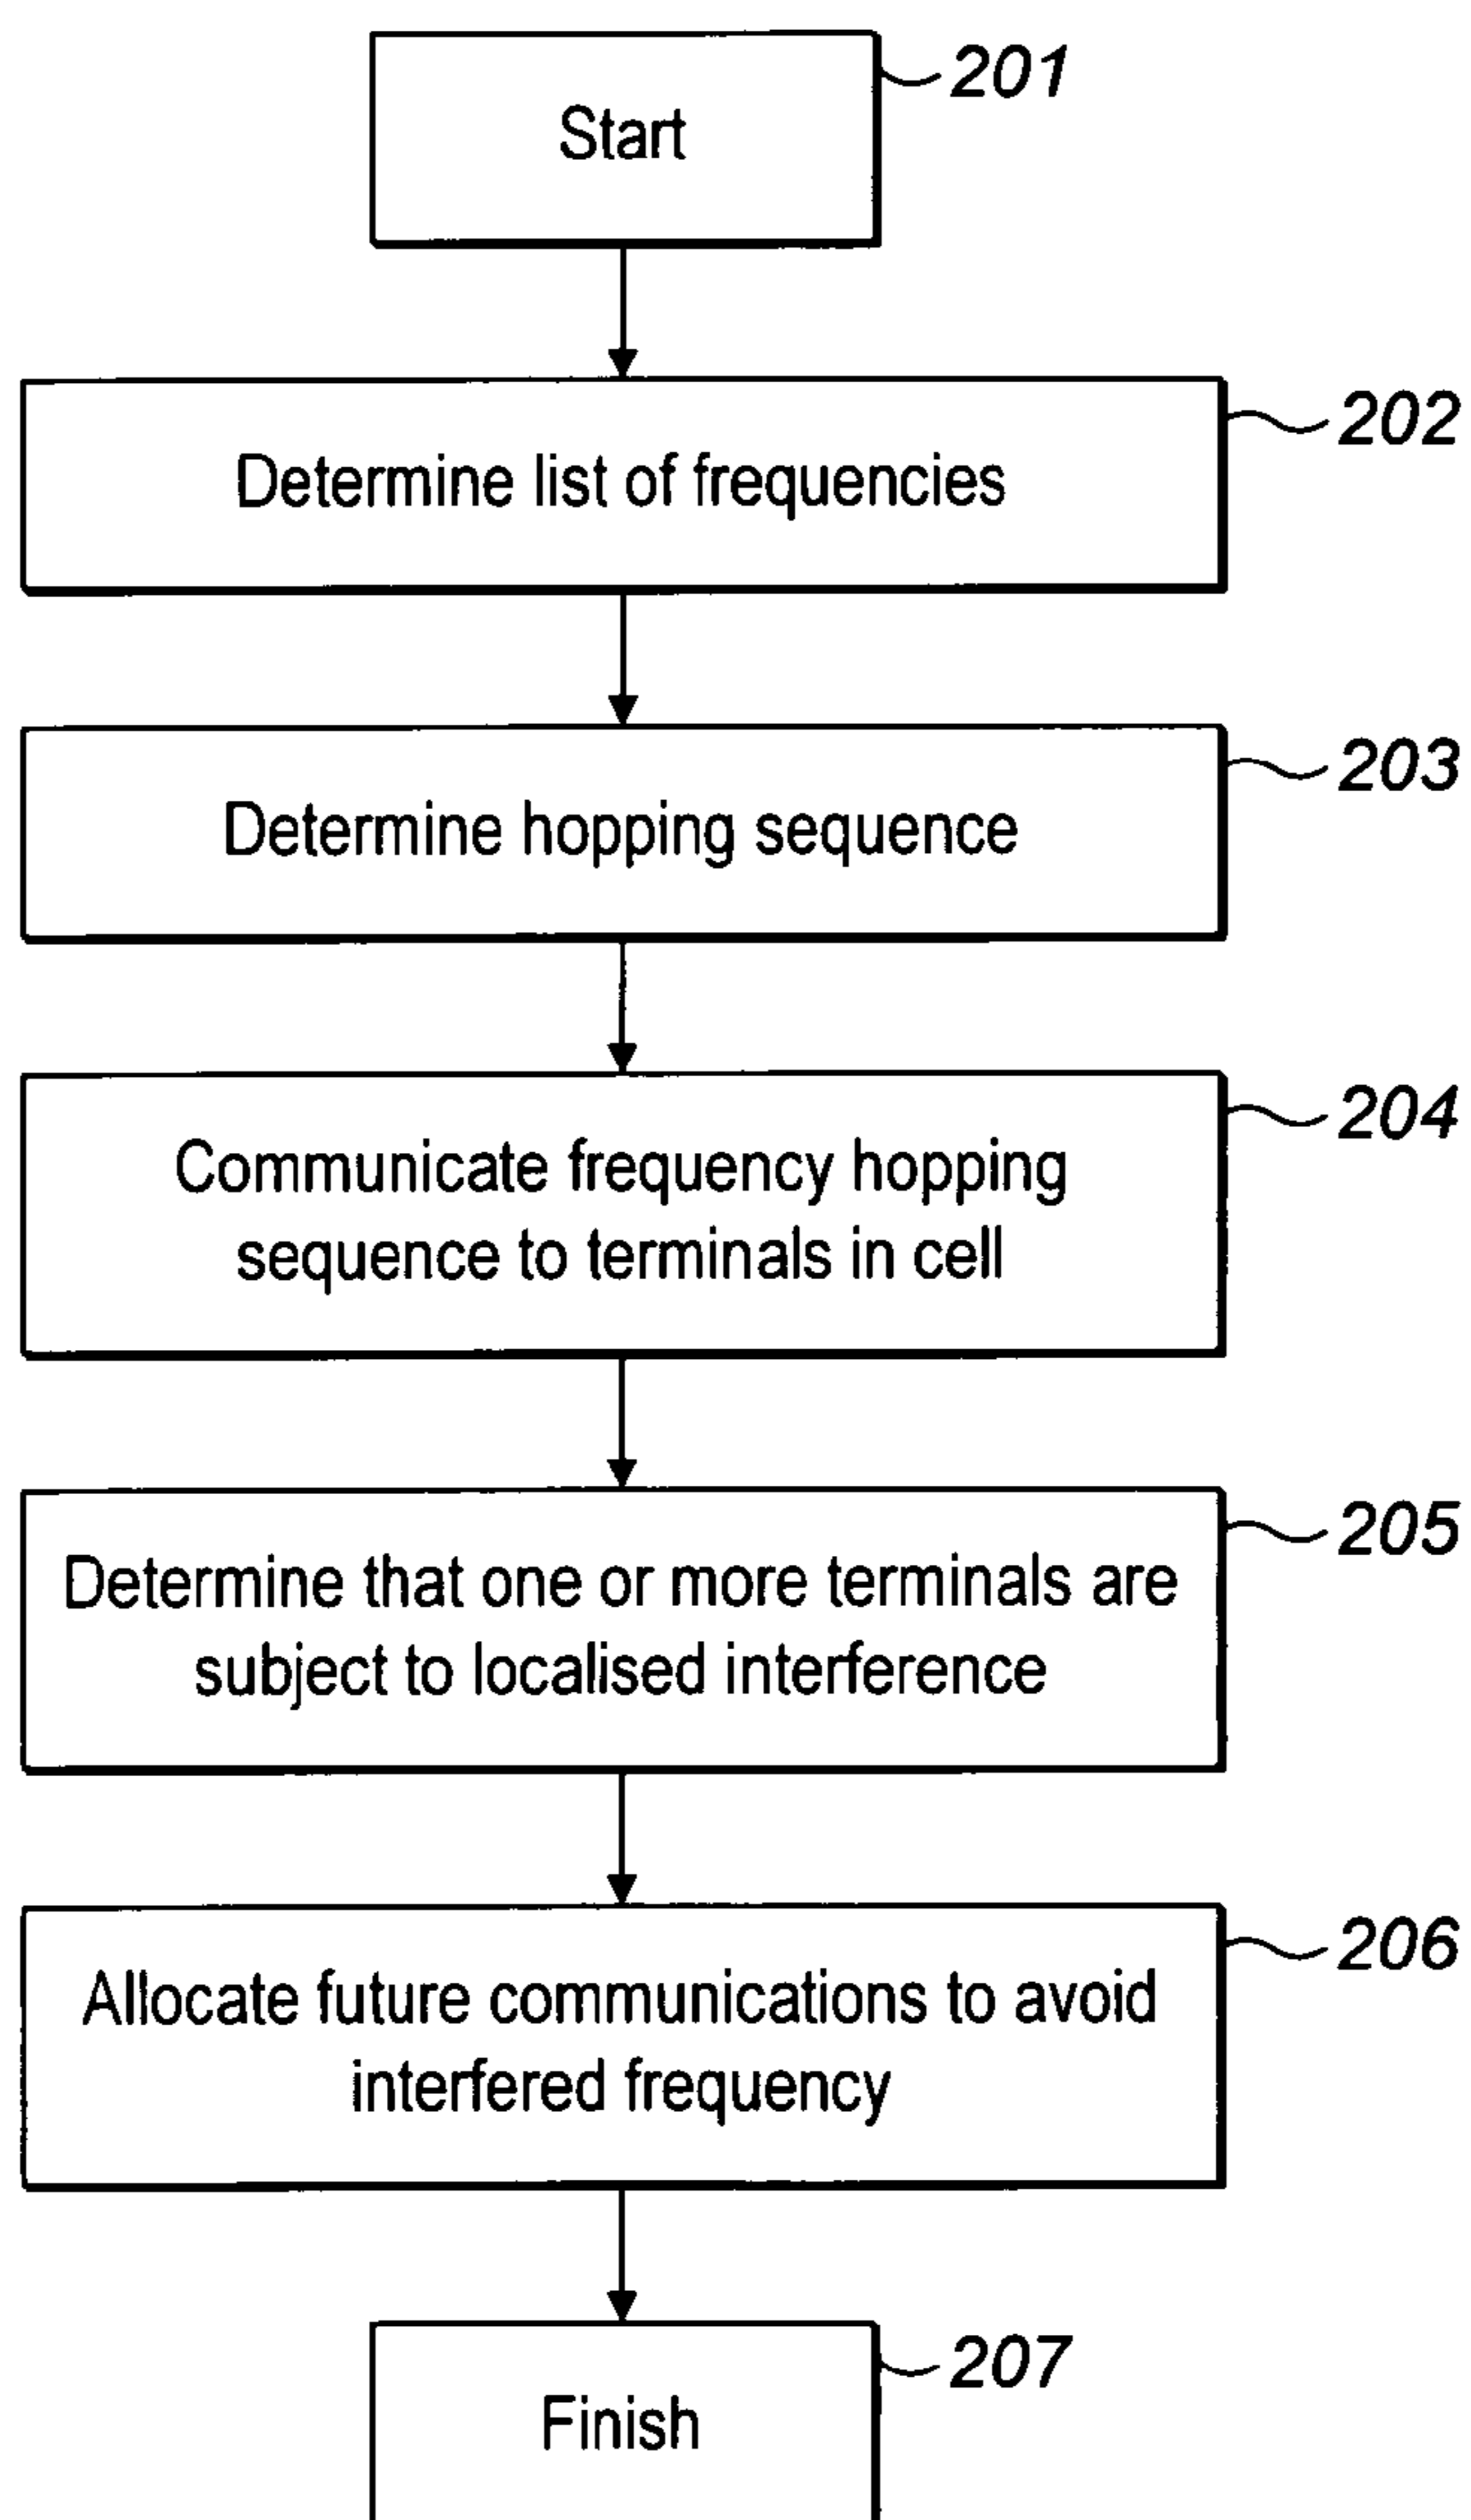 Start
201
Determine list of frequencies
202
Determine hopping sequence
203
Communicate frequency hopping
sequence to terminals in cell
204
Determine that one or more terminals are
subject to localised interference
205
Allocate future communications to avoid
interfered frequency
206
Finish
207